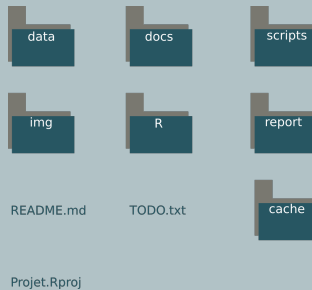 data docs scripts
img R report
README.md TODO.txt cache
Projet.Rproj